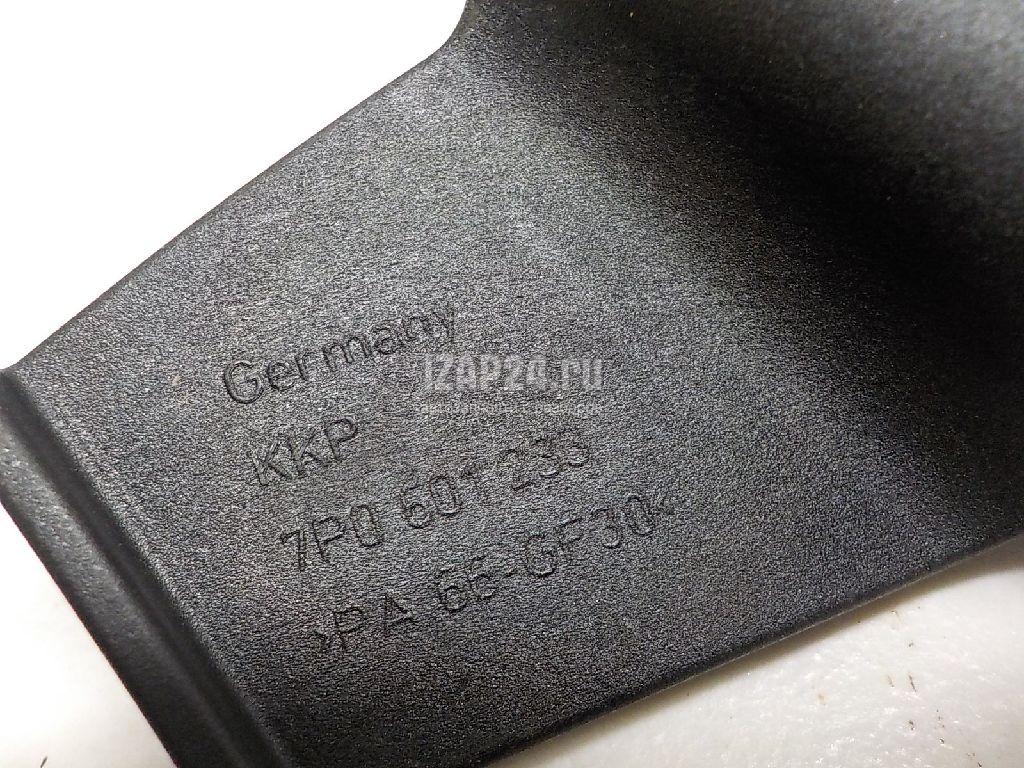 Germany
IZAP24.ru
KKP
7P0 601 233
>PA 66-GF30<